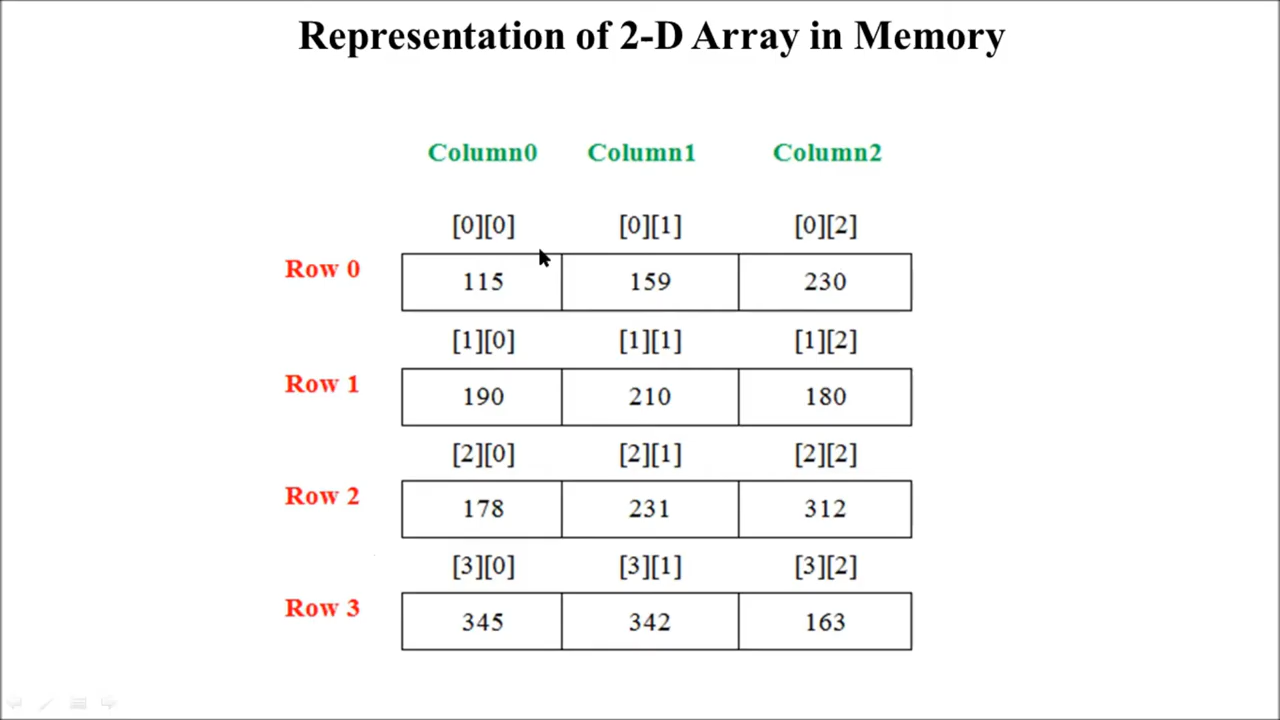 Representation of 2-D Array in Memory
Column0 Column1 Column2
[0][0] [0][1] [0][2]
Row 0 115 159 230
[1][0] [1][1] [1][2]
Row 1 190 210 180
[2][0] [2][1] [2][2]
Row 2 178 231 312
[3][0] [3][1] [3][2]
Row 3 345 342 163